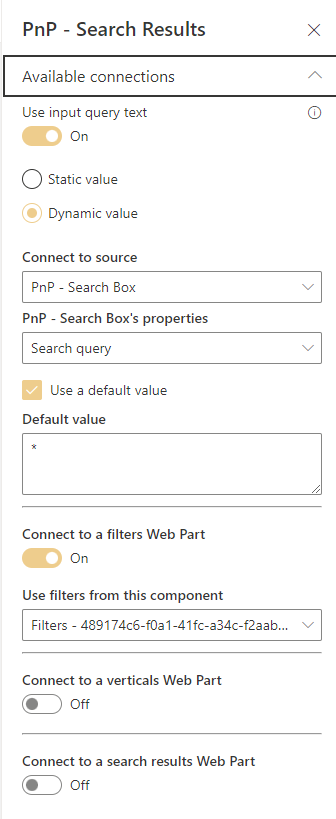 PnP - Search Results
Available connections
Use input query text
On
Static value
Dynamic value
Connect to source
PnP - Search Box
PnP - Search Box's properties
Search query
Use a default value
Default value
*
Connect to a filters Web Part
On
Use filters from this component
Filters - 489174c6-f0a1-41fc-a34c-f2aab...
Connect to a verticals Web Part
Off
Connect to a search results Web Part
Off